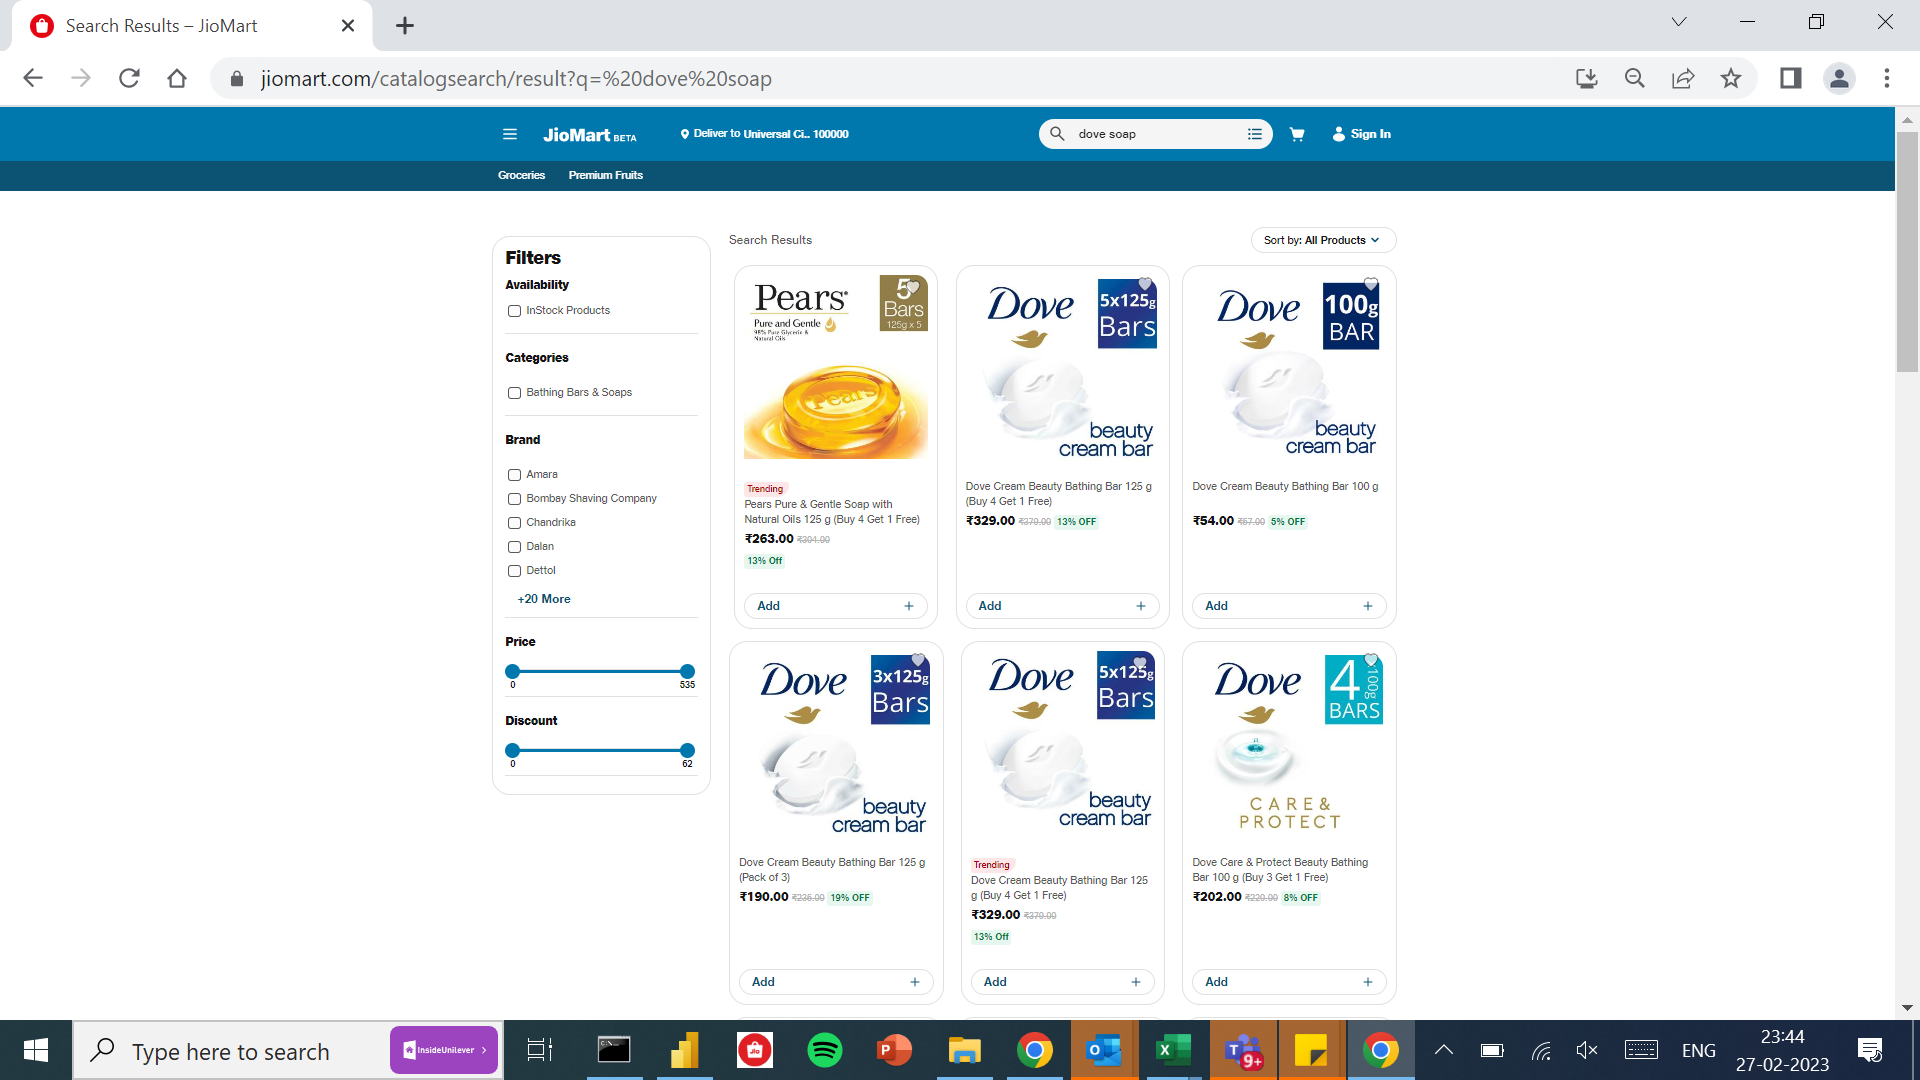 Search Results – JioMart
jiomart.com/catalogsearch/result?q=%20dove%20soap
JioMart BETA
Deliver to Universal Ci.. 100000
dove soap
Sign In
Groceries
Premium Fruits
Filters
Availability
InStock Products
Categories
Bathing Bars & Soaps
Brand
Amara
Bombay Shaving Company
Chandrika
Dalan
Dettol
+20 More
Price
0
535
Discount
0
62
Search Results
Sort by: All Products
Pears
Pure and Gentle
98% Pure Glycerin &
Natural Oils
5
Bars
125g x 5
Pears
Trending
Pears Pure & Gentle Soap with
Natural Oils 125 g (Buy 4 Get 1 Free)
₹263.00 ₹304.00
13% Off
Add +
Dove
5x125g
Bars
beauty
cream bar
Dove Cream Beauty Bathing Bar 125 g
(Buy 4 Get 1 Free)
₹329.00 ₹379.00 13% OFF
Add +
Dove
100g
BAR
beauty
cream bar
Dove Cream Beauty Bathing Bar 100 g
₹54.00 ₹57.00 5% OFF
Add +
Dove
3x125g
Bars
beauty
cream bar
Dove Cream Beauty Bathing Bar 125 g
(Pack of 3)
₹190.00 ₹235.00 19% OFF
Add +
Dove
5x125g
Bars
beauty
cream bar
Trending
Dove Cream Beauty Bathing Bar 125
g (Buy 4 Get 1 Free)
₹329.00 ₹379.00
13% Off
Add +
Dove
4 x100g
BARS
CARE &
PROTECT
Dove Care & Protect Beauty Bathing
Bar 100 g (Buy 3 Get 1 Free)
₹202.00 ₹220.00 8% OFF
Add +
Type here to search
InsideUnilever
Jio
9+
ENG
23:44
27-02-2023